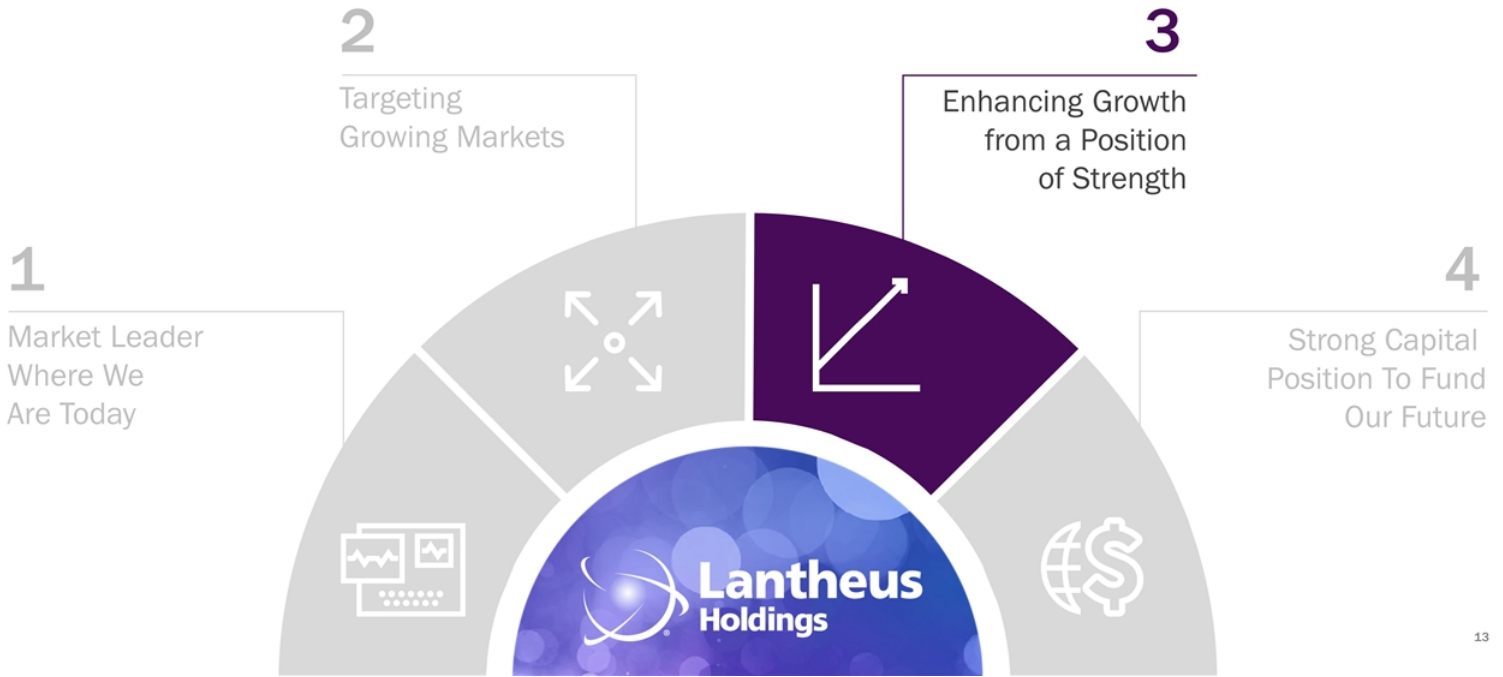 1
Market Leader
Where We
Are Today
2
Targeting
Growing Markets
3
Enhancing Growth
from a Position
of Strength
4
Strong Capital
Position To Fund
Our Future
Lantheus
Holdings
®
13